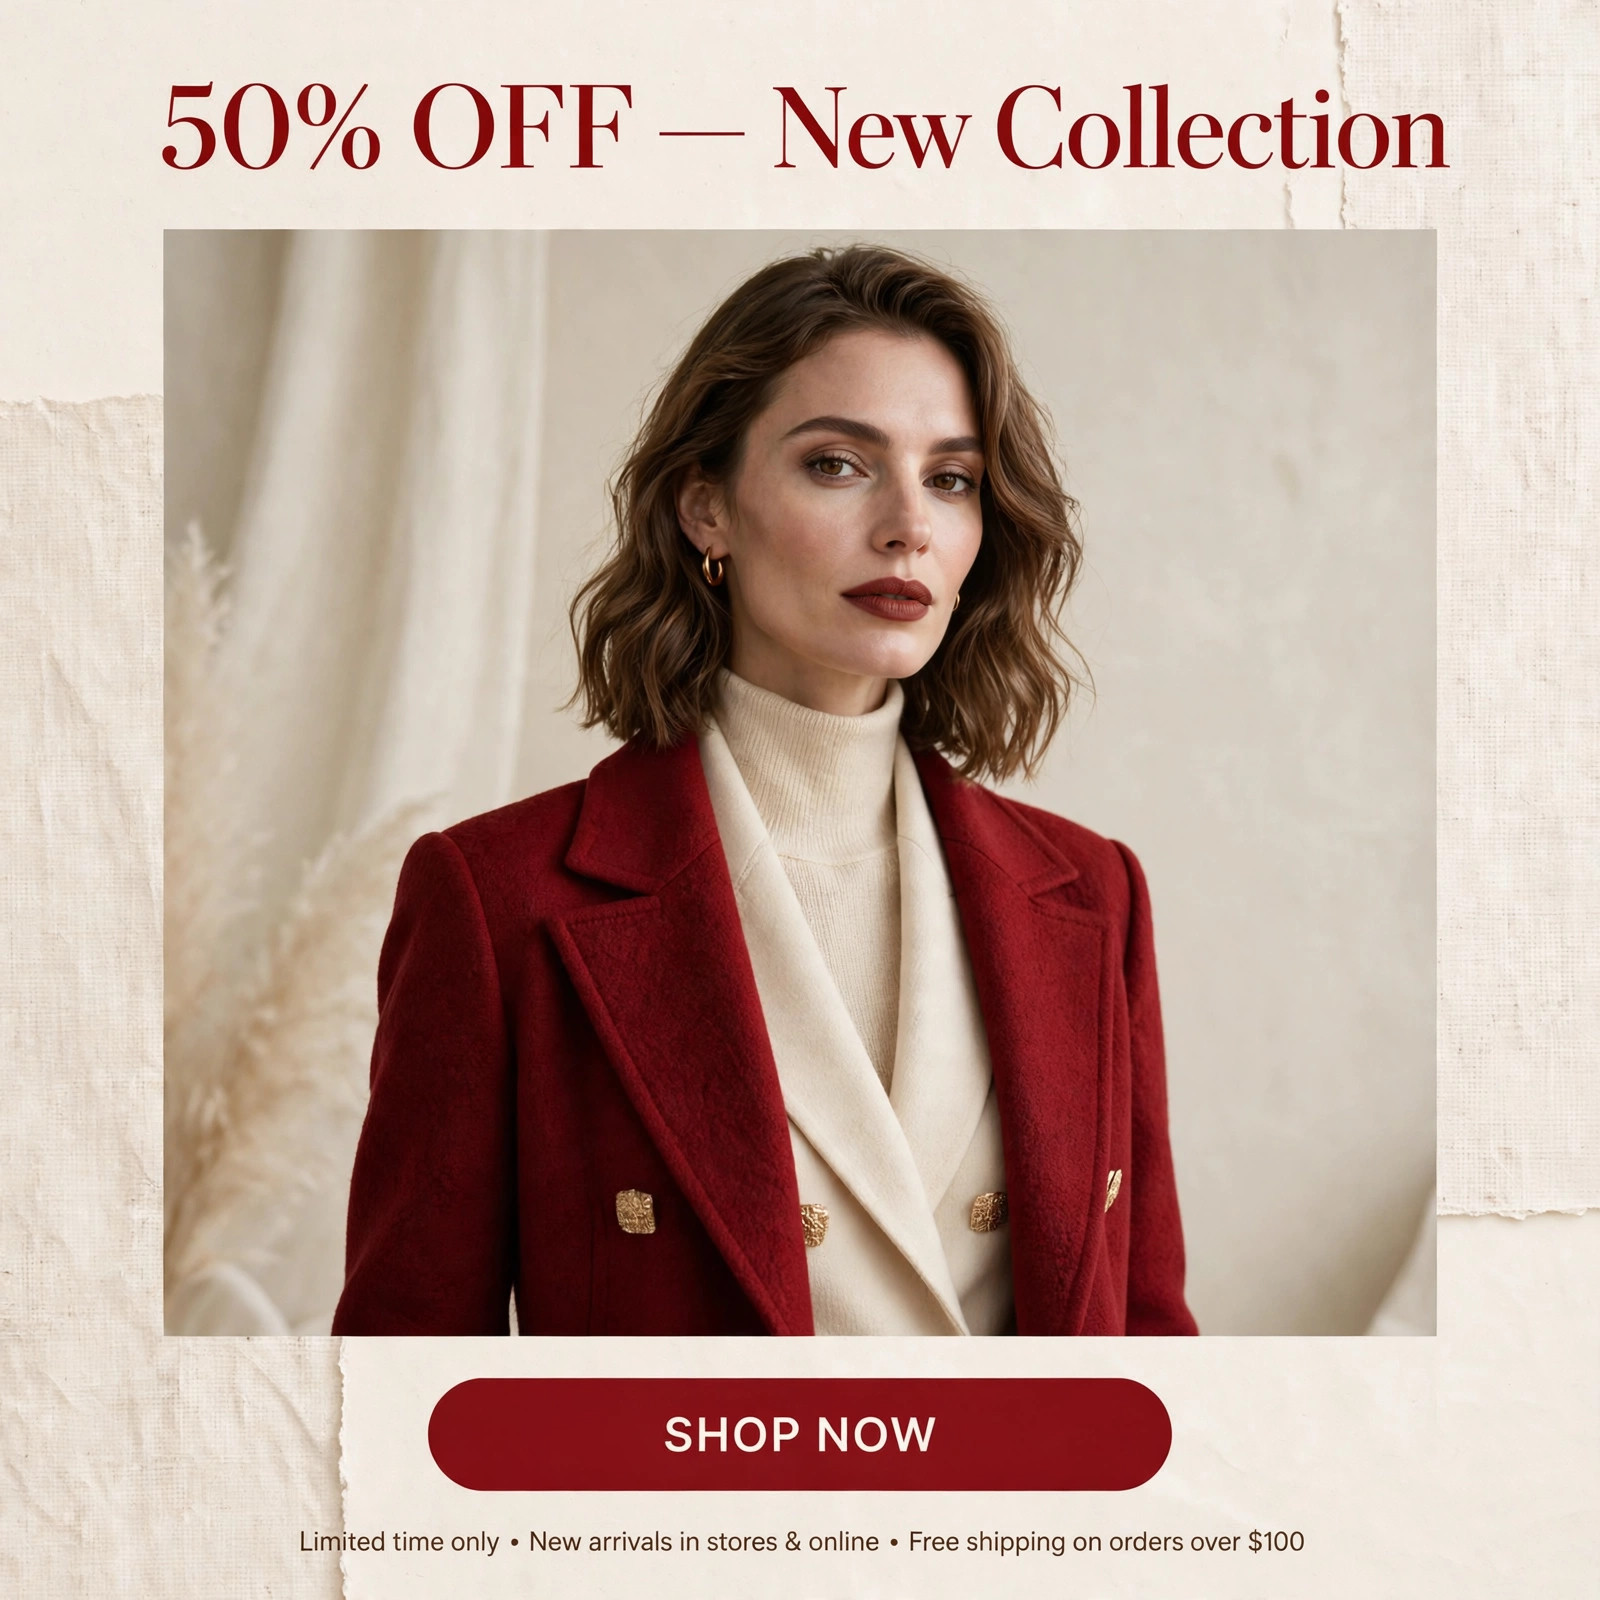 50% OFF — New Collection
SHOP NOW
Limited time only • New arrivals in stores & online • Free shipping on orders over $100